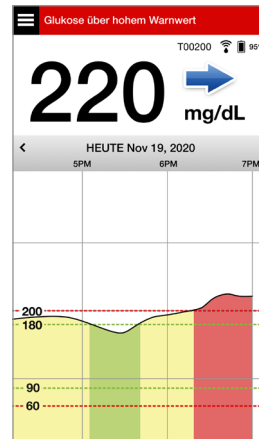 Glukose über hohem Warnwert
T00200 95%
220
mg/dL
HEUTE Nov 19, 2020
5PM 6PM 7PM
200
180
90
60